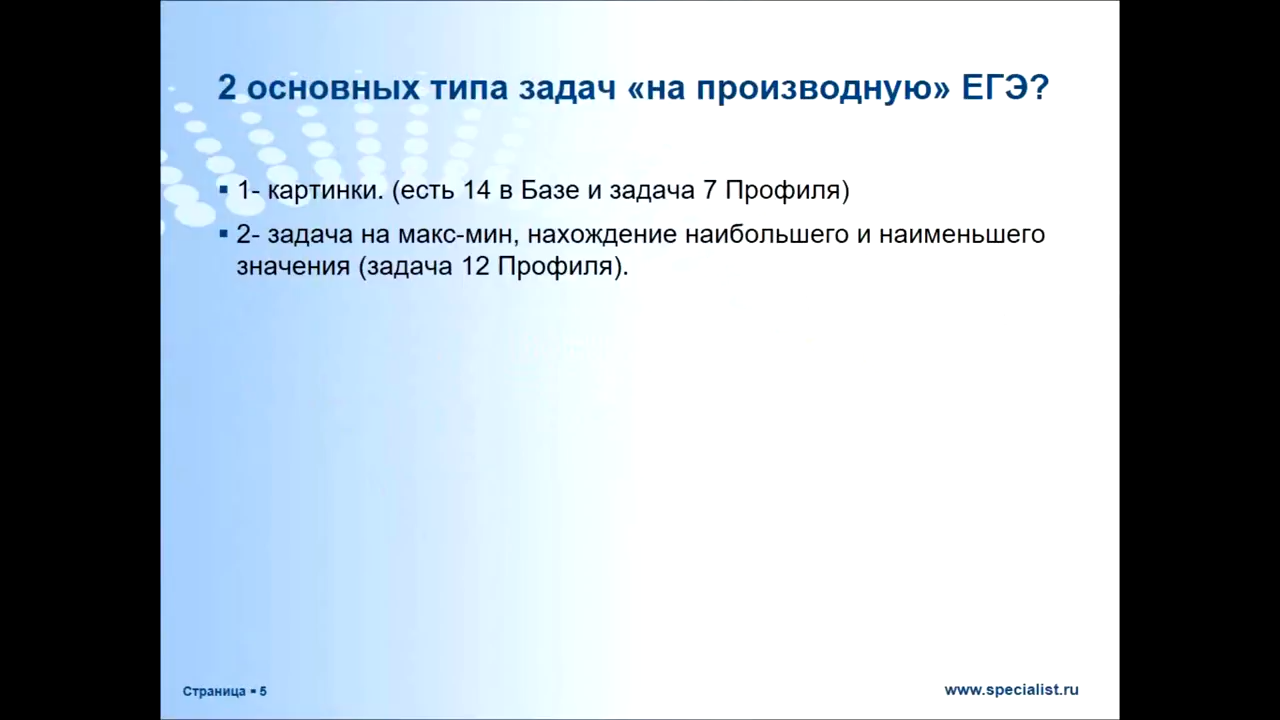 2 основных типа задач «на производную» ЕГЭ?
▪ 1- картинки. (есть 14 в Базе и задача 7 Профиля)
▪ 2- задача на макс-мин, нахождение наибольшего и наименьшего
значения (задача 12 Профиля).
Страница ▪ 5
www.specialist.ru